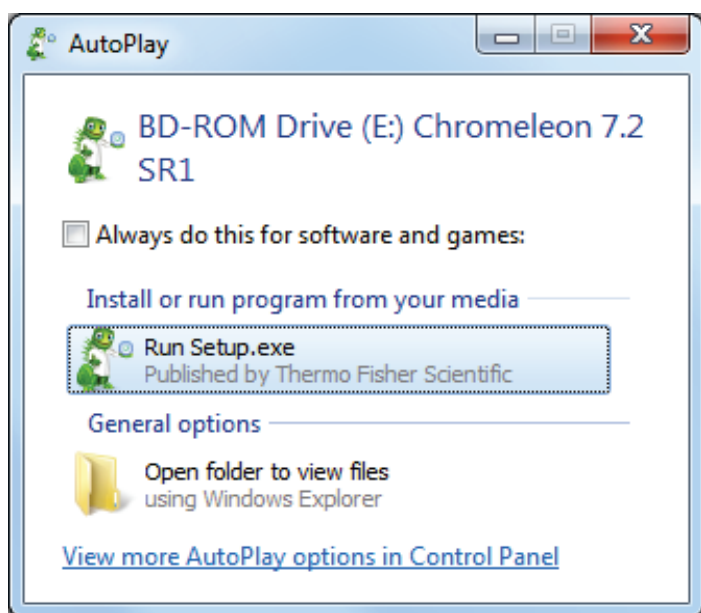 AutoPlay
BD-ROM Drive (E:) Chromeleon 7.2
SR1
Always do this for software and games:
Install or run program from your media
Run Setup.exe
Published by Thermo Fisher Scientific
General options
Open folder to view files
using Windows Explorer
View more AutoPlay options in Control Panel